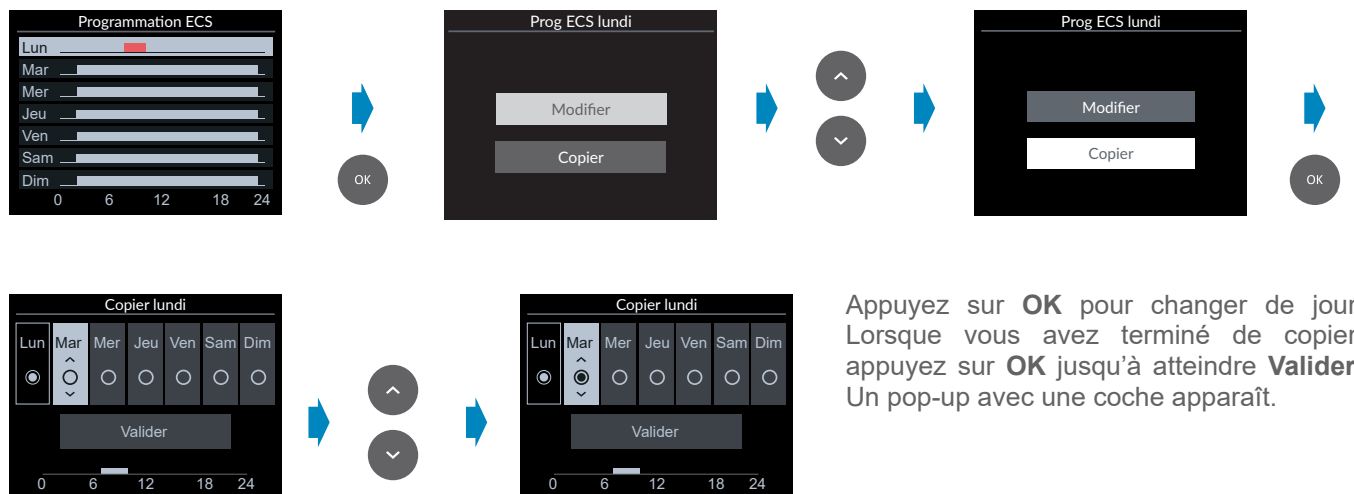 Programmation ECS
Lun
Mar
Mer
Jeu
Ven
Sam
Dim
0 6 12 18 24
OK
Prog ECS lundi
Modifier
Copier
Prog ECS lundi
Modifier
Copier
OK
Copier lundi
Lun Mar Mer Jeu Ven Sam Dim
Valider
0 6 12 18 24
Copier lundi
Lun Mar Mer Jeu Ven Sam Dim
Valider
0 6 12 18 24
Appuyez sur OK pour changer de jour
Lorsque vous avez terminé de copier
appuyez sur OK jusqu’à atteindre Valider
Un pop-up avec une coche apparaît.